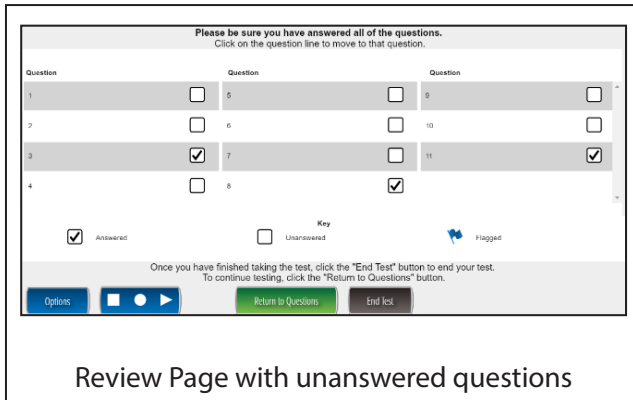 Please be sure you have answered all of the questions.
Click on the question line to move to that question.
Question Question Question
1 5 9
2 6 10
3 7 11
4 8
Key
Answered Unanswered Flagged
Once you have finished taking the test, click the "End Test" button to end your test.
To continue testing, click the "Return to Questions" button.
Options Return to Questions End Test
Review Page with unanswered questions